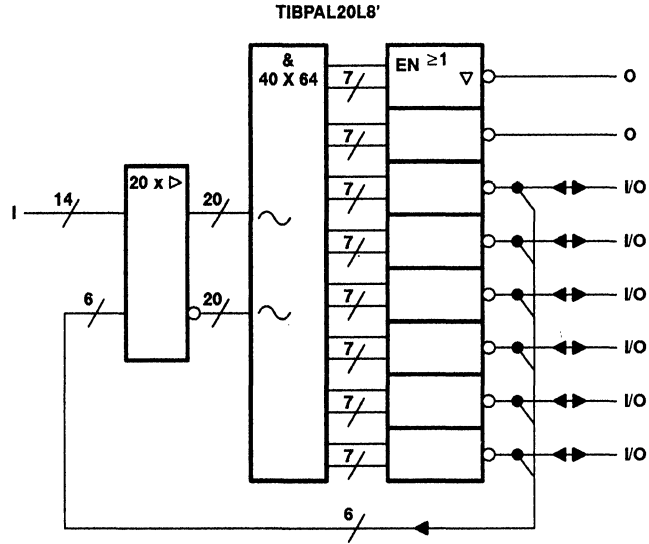 TIBPAL20L8'
&
40 X 64
EN ≥1 ▽
7
O
7
O
7
I/O
20 x ▷
I
14
20
7
I/O
7
I/O
6
20
7
I/O
7
I/O
7
I/O
6